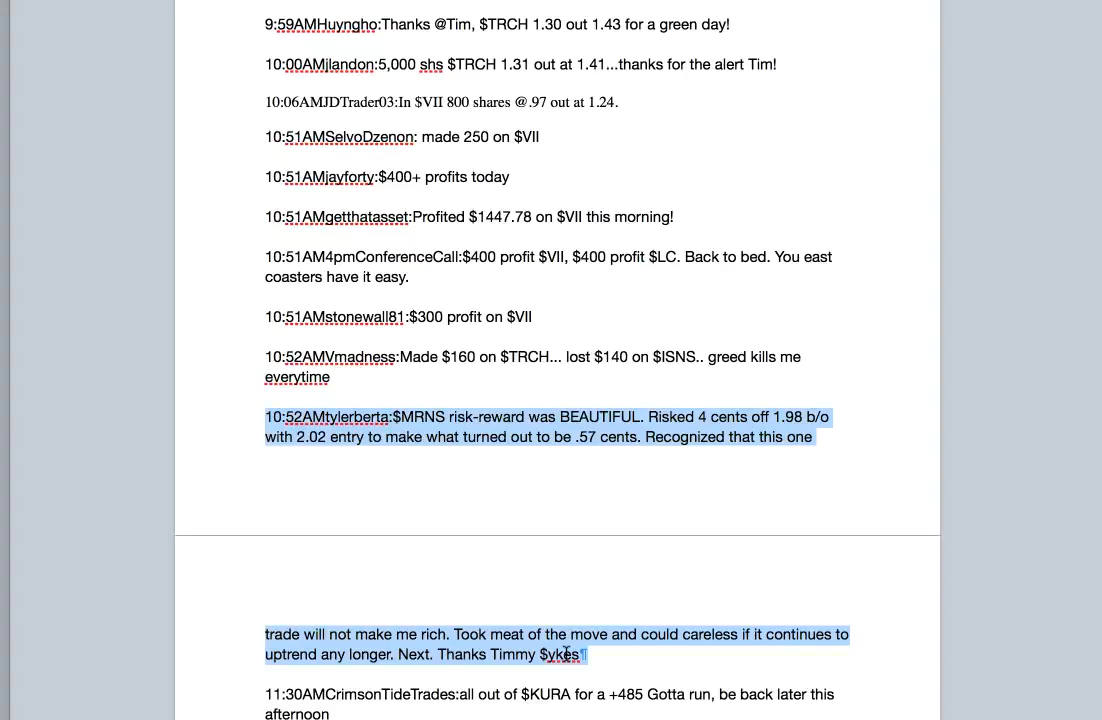 9:59AMHuyngho:Thanks @Tim, $TRCH 1.30 out 1.43 for a green day!
10:00AMjlandon:5,000 shs $TRCH 1.31 out at 1.41...thanks for the alert Tim!
10:06AMJDTrader03:In $VII 800 shares @.97 out at 1.24.
10:51AMSelvoDzenon: made 250 on $VII
10:51AMjayforty:$400+ profits today
10:51AMgetthatasset:Profited $1447.78 on $VII this morning!
10:51AM4pmConferenceCall:$400 profit $VII, $400 profit $LC. Back to bed. You east
coasters have it easy.
10:51AMstonewall81:$300 profit on $VII
10:52AMVmadness:Made $160 on $TRCH... lost $140 on $ISNS.. greed kills me
everytime
10:52AMtylerberta:$MRNS risk-reward was BEAUTIFUL. Risked 4 cents off 1.98 b/o
with 2.02 entry to make what turned out to be .57 cents. Recognized that this one
trade will not make me rich. Took meat of the move and could careless if it continues to
uptrend any longer. Next. Thanks Timmy $ykes¶
11:30AMCrimsonTideTrades:all out of $KURA for a +485 Gotta run, be back later this
afternoon